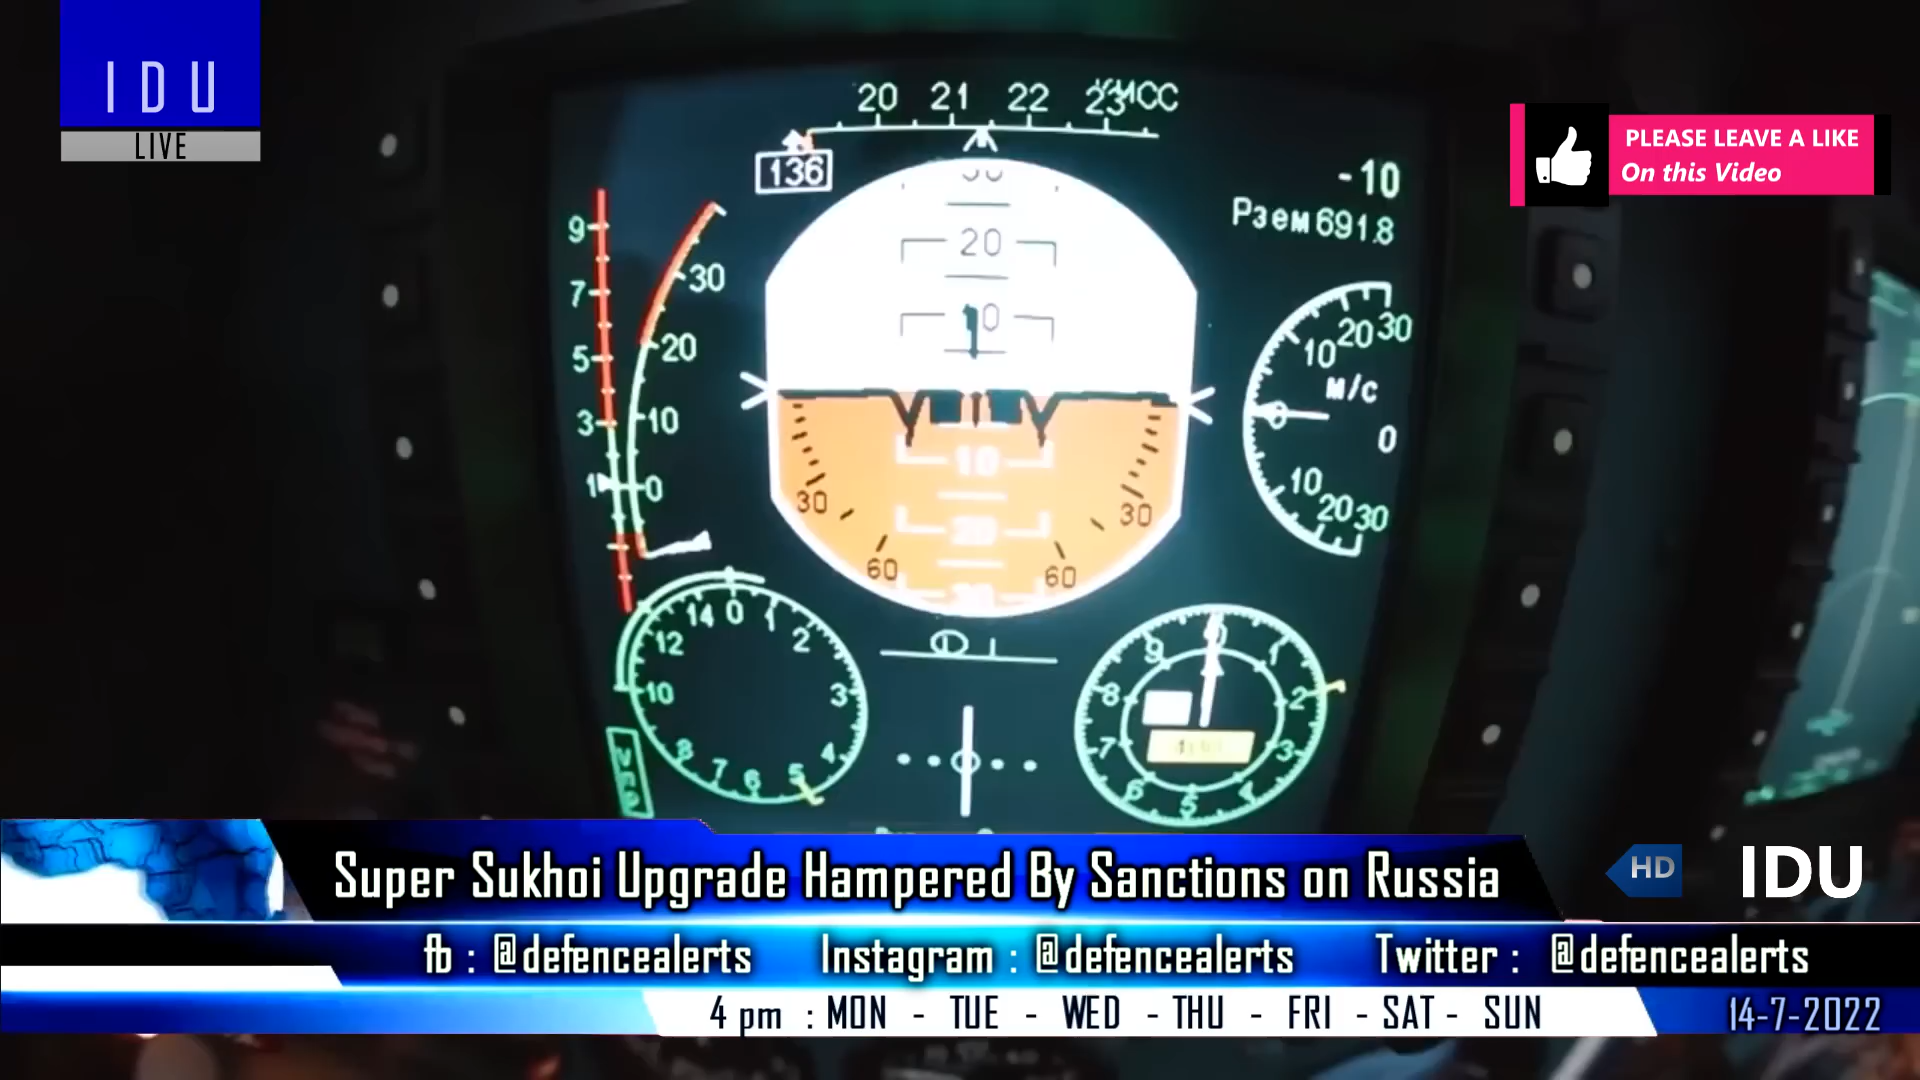 IDU
LIVE
20 21 22 23
136
PLEASE LEAVE A LIKE
On this Video
-10
Рзем 691.8
9
7
5
3
1
30
20
10
0
20
10
20
30
30
60
60
30 20 10
М/С
0
10 20 30
14 0 1 2 3 4 5 6 7 8 10 12
9 0 1 2 3 4 5 6 7 8
Super Sukhoi Upgrade Hampered By Sanctions on Russia
HD IDU
fb : @defencealerts Instagram : @defencealerts Twitter : @defencealerts
4 pm : MON - TUE - WED - THU - FRI - SAT - SUN
14-7-2022